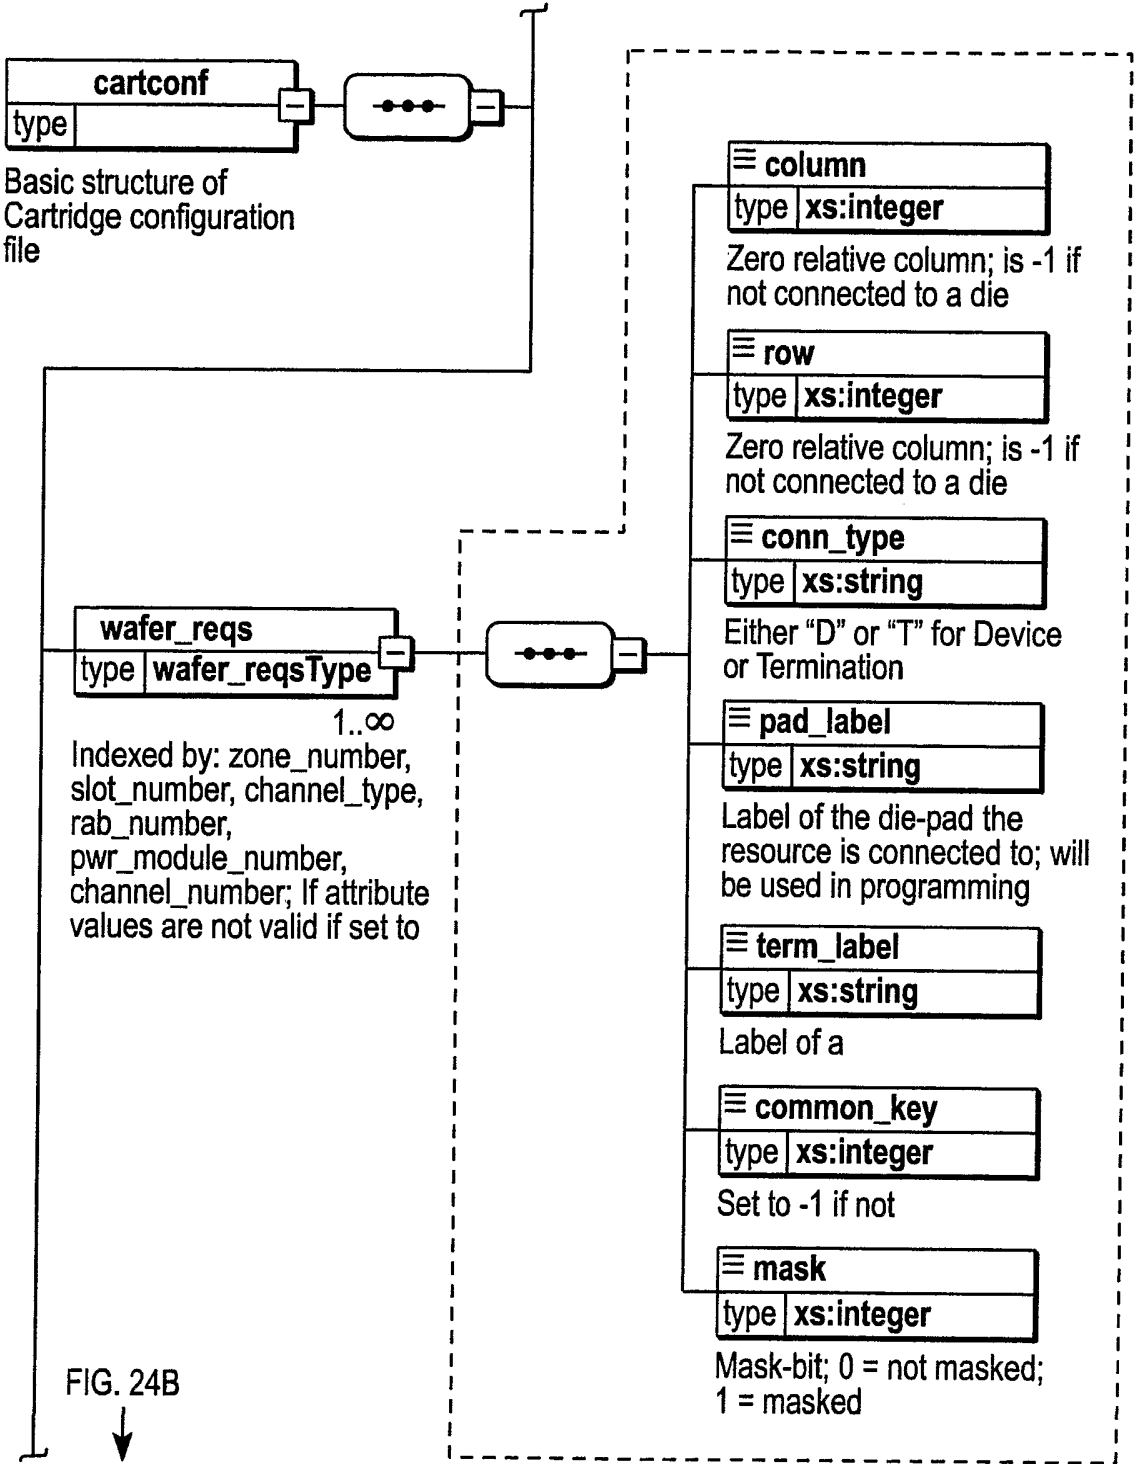 cartconf
type
Basic structure of
Cartridge configuration
file
column
type xs:integer
Zero relative column; is -1 if
not connected to a die
row
type xs:integer
Zero relative column; is -1 if
not connected to a die
conn_type
type xs:string
Either “D” or “T” for Device
or Termination
wafer_reqs
type wafer_reqsType
1..∞
Indexed by: zone_number,
slot_number, channel_type,
rab_number,
pwr_module_number,
channel_number; If attribute
values are not valid if set to
pad_label
type xs:string
Label of the die-pad the
resource is connected to; will
be used in programming
term_label
type xs:string
Label of a
common_key
type xs:integer
Set to -1 if not
mask
type xs:integer
Mask-bit; 0 = not masked;
1 = masked
FIG. 24B